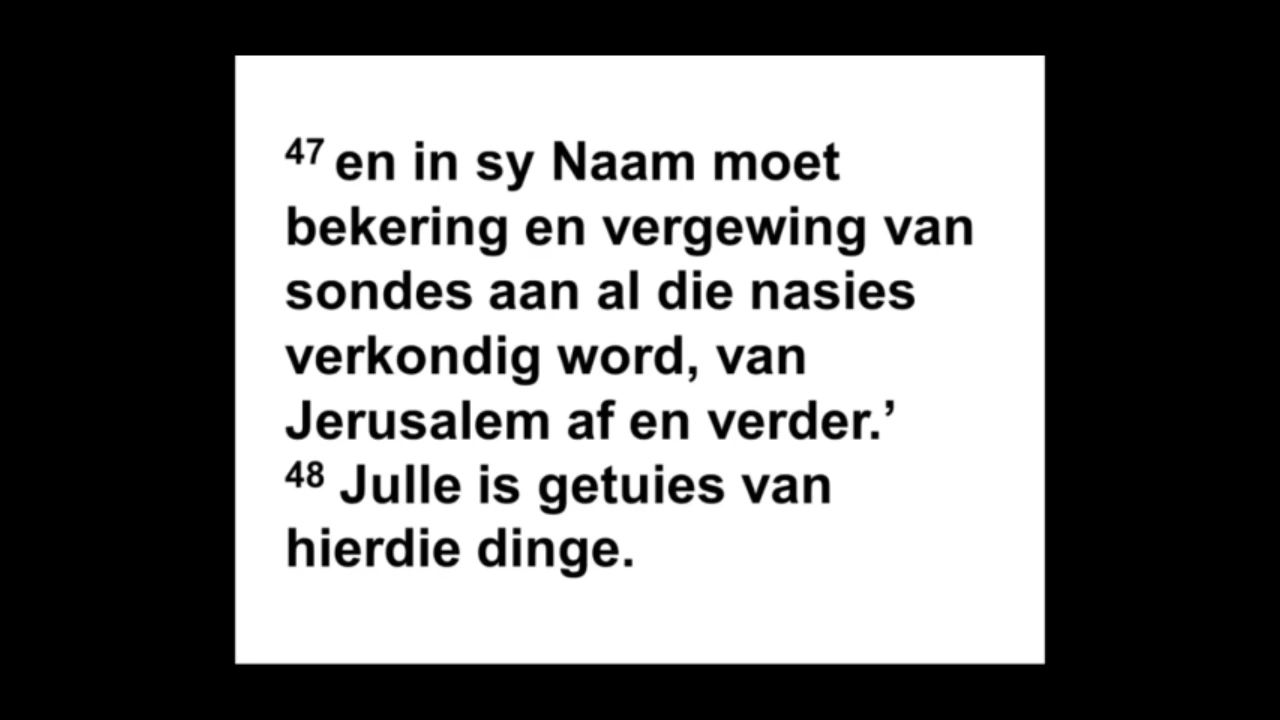 47 en in sy Naam moet
bekering en vergewing van
sondes aan al die nasies
verkondig word, van
Jerusalem af en verder.’
48 Julle is getuies van
hierdie dinge.